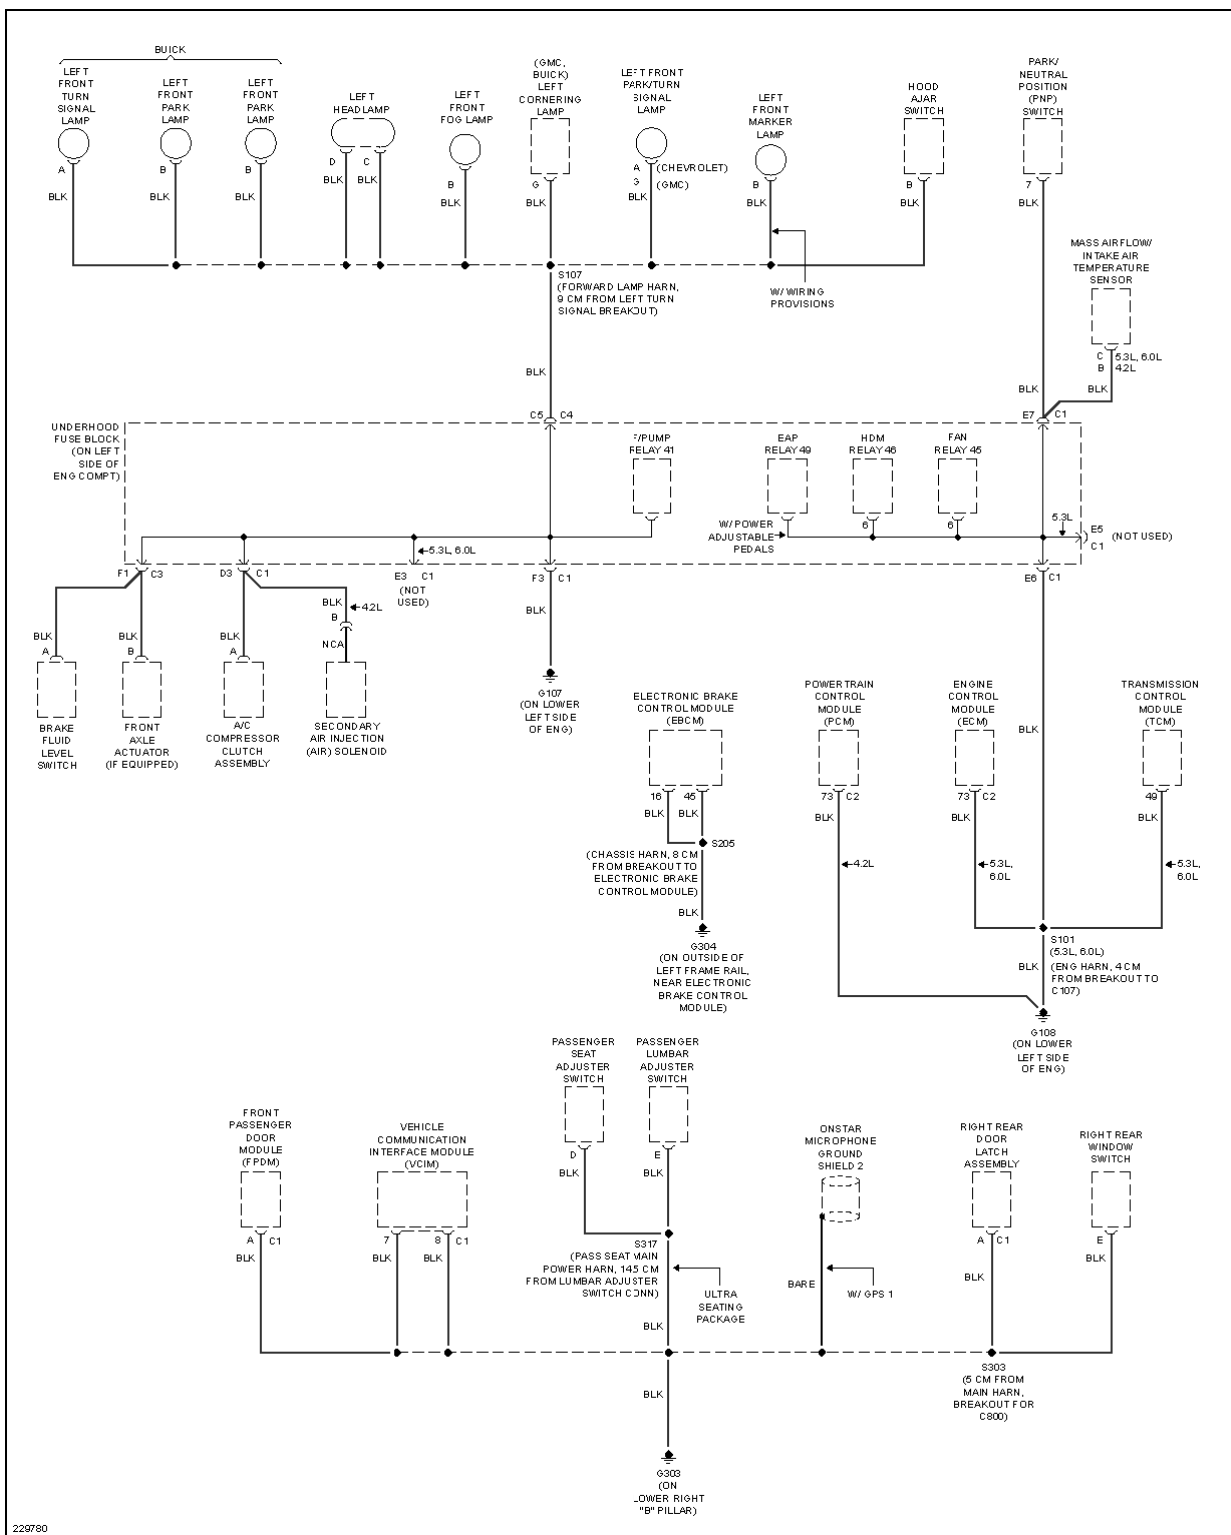 BUICK
LEFT
FRONT
TURN
SIGNAL
LAMP
LEFT
FRONT
PARK
LAMP
LEFT
FRONT
PARK
LAMP
LEFT
HEADLAMP
LEFT
FRONT
FOG LAMP
(GMC,
BUICK)
LEFT
CORNERING
LAMP
LEFT FRONT
PARK/TURN
SIGNAL
LAMP
LEFT
FRONT
MARKER
LAMP
HOOD
AJAR
SWITCH
PARK/
NEUTRAL
POSITION
(PNP)
SWITCH
A
B
B
D
C
B
G
A (CHEVROLET)
G (GMC)
B
B
7
BLK
BLK
BLK
BLK
BLK
BLK
BLK
BLK
BLK
BLK
BLK
MASS AIRFLOW/
INTAKE AIR
TEMPERATURE
SENSOR
S107
(FORWARD LAMP HARN,
9 CM FROM LEFT TURN
SIGNAL BREAKOUT)
W/ WIRING
PROVISIONS
C 5.3L, 6.0L
B 4.2L
BLK
BLK
BLK
C5 C4
E7 C1
UNDERHOOD
FUSE BLOCK
(ON LEFT
SIDE OF
ENG COMPT)
F/PUMP
RELAY 41
EAP
RELAY 49
HDM
RELAY 46
FAN
RELAY 45
6
6
W/ POWER
ADJUSTABLE
PEDALS
5.3L
E5
C1
(NOT USED)
5.3L, 6.0L
F1 C3
D3 C1
E3 C1
(NOT
USED)
F3 C1
E6 C1
BLK
B
4.2L
BLK
BLK
BLK
BLK
NCA
A
B
A
BRAKE
FLUID
LEVEL
SWITCH
FRONT
AXLE
ACTUATOR
(IF EQUIPPED)
A/C
COMPRESSOR
CLUTCH
ASSEMBLY
SECONDARY
AIR INJECTION
(AIR) SOLENOID
G107
(ON LOWER
LEFT SIDE
OF ENG)
ELECTRONIC BRAKE
CONTROL MODULE
(EBCM)
POWERTRAIN
CONTROL
MODULE
(PCM)
ENGINE
CONTROL
MODULE
(ECM)
TRANSMISSION
CONTROL
MODULE
(TCM)
BLK
16
45
73 C2
73 C2
49
BLK
BLK
BLK
BLK
BLK
S205
(CHASSIS HARN, 8 CM
FROM BREAKOUT TO
ELECTRONIC BRAKE
CONTROL MODULE)
4.2L
5.3L,
6.0L
5.3L,
6.0L
BLK
G304
(ON OUTSIDE OF
LEFT FRAME RAIL,
NEAR ELECTRONIC
BRAKE CONTROL
MODULE)
S101
(5.3L, 6.0L)
(ENG HARN, 4 CM
FROM BREAKOUT TO
C107)
BLK
G108
(ON LOWER
LEFT SIDE
OF ENG)
PASSENGER
SEAT
ADJUSTER
SWITCH
PASSENGER
LUMBAR
ADJUSTER
SWITCH
FRONT
PASSENGER
DOOR
MODULE
(FPDM)
VEHICLE
COMMUNICATION
INTERFACE MODULE
(VCIM)
ONSTAR
MICROPHONE
GROUND
SHIELD 2
RIGHT REAR
DOOR
LATCH
ASSEMBLY
RIGHT REAR
WINDOW
SWITCH
D
E
BLK
BLK
A C1
7
8 C1
A C1
E
BLK
BLK
BLK
BLK
BLK
S317
(PASS SEAT MAIN
POWER HARN, 145 CM
FROM LUMBAR ADJUSTER
SWITCH CONN)
ULTRA
SEATING
PACKAGE
BARE
W/ GPS 1
BLK
S303
(5 CM FROM
MAIN HARN,
BREAKOUT FOR
C800)
BLK
G303
(ON
LOWER RIGHT
"B" PILLAR)
229780